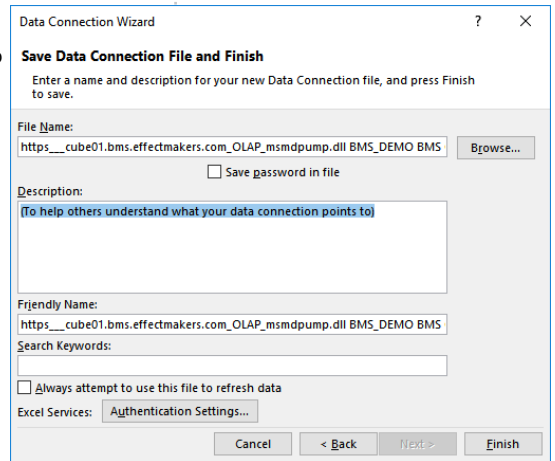 Data Connection Wizard ? ×
Save Data Connection File and Finish
Enter a name and description for your new Data Connection file, and press Finish
to save.
File Name:
https___cube01.bms.effectmakers.com_OLAP_msmdpump.dll BMS_DEMO BMS
Browse...
Save password in file
Description:
(To help others understand what your data connection points to)
Friendly Name:
https___cube01.bms.effectmakers.com_OLAP_msmdpump.dll BMS_DEMO BMS
Search Keywords:
Always attempt to use this file to refresh data
Excel Services: Authentication Settings...
Cancel < Back Next > Finish